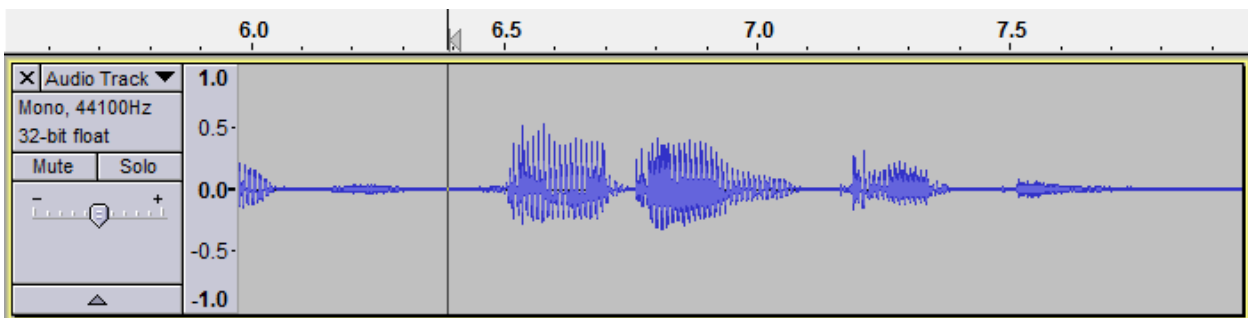 6.0 6.5 7.0 7.5
X Audio Track ▼ 1.0
Mono, 44100Hz
32-bit float 0.5-
Mute Solo
0.0-
- +
-0.5-
-1.0